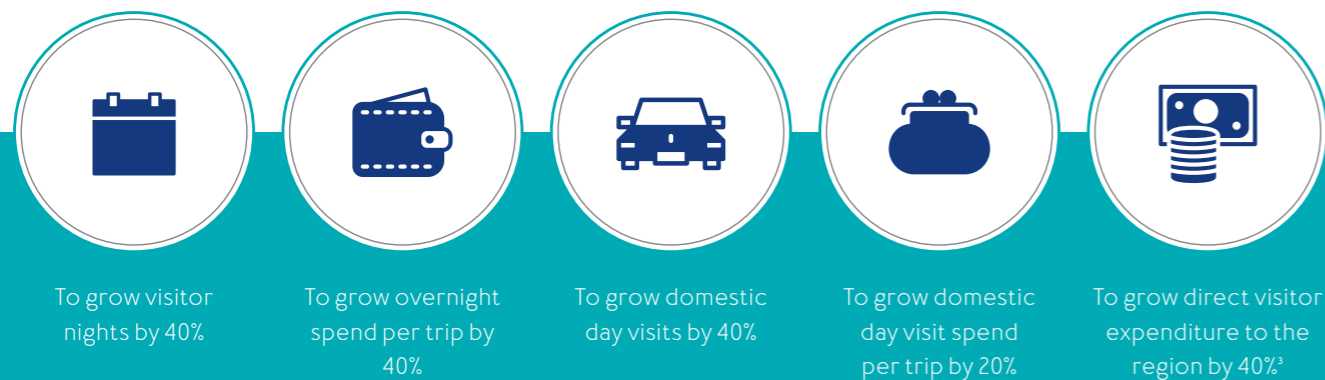 To grow visitor
nights by 40%
To grow overnight
spend per trip by
40%
To grow domestic
day visits by 40%
To grow domestic
day visit spend
per trip by 20%
To grow direct visitor
expenditure to the
region by 40%³